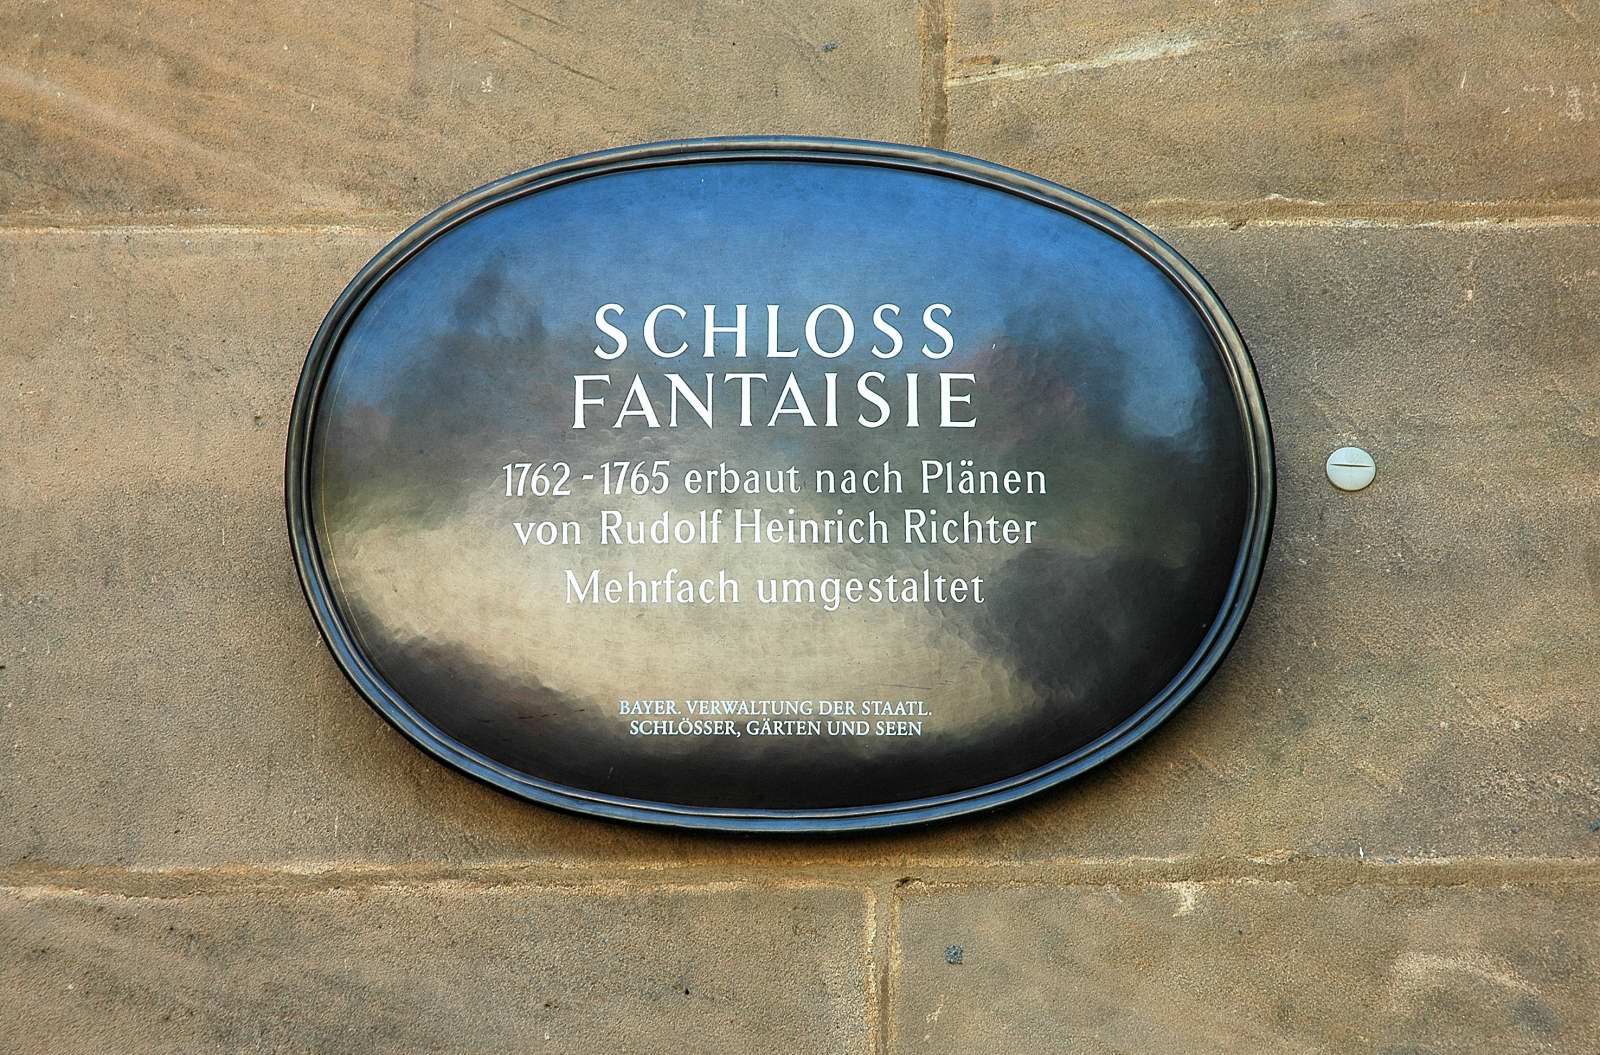 SCHLOSS
FANTAISIE
1762-1765 erbaut nach Plänen
von Rudolf Heinrich Richter
Mehrfach umgestaltet
BAYER. VERWALTUNG DER STAATL.
SCHLÖSSER, GÄRTEN UND SEEN